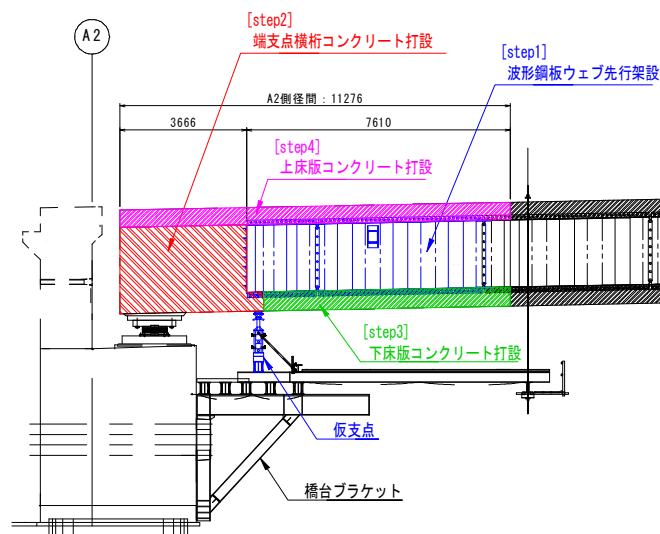 A2
[step2]
端支点横桁コンクリート打設
[step1]
波形鋼板ウェブ先行架設
A2側径間：11276
3666
7610
[step4]
上床版コンクリート打設
[step3]
下床版コンクリート打設
仮支点
橋台ブラケット